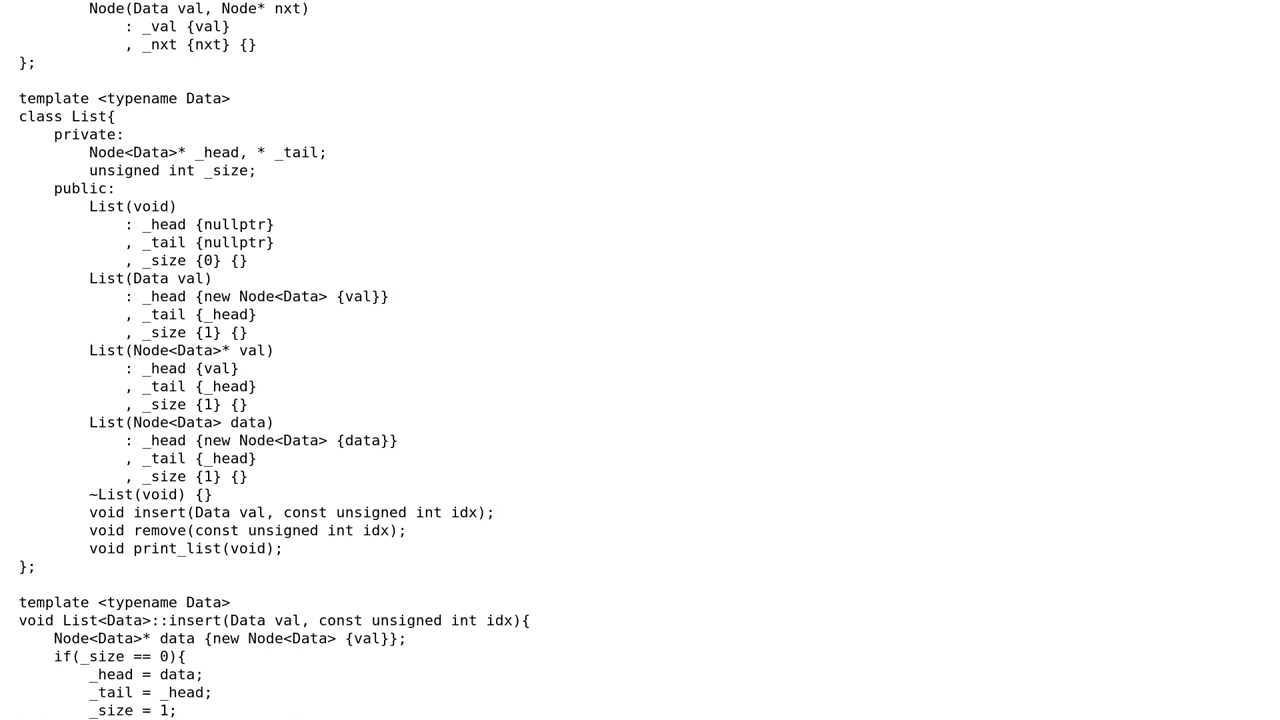 Node(Data val, Node* nxt)
            : _val {val}
            , _nxt {nxt} {}
};

template <typename Data>
class List{
    private:
        Node<Data>* _head, * _tail;
        unsigned int _size;
    public:
        List(void)
            : _head {nullptr}
            , _tail {nullptr}
            , _size {0} {}
        List(Data val)
            : _head {new Node<Data> {val}}
            , _tail {_head}
            , _size {1} {}
        List(Node<Data>* val)
            : _head {val}
            , _tail {_head}
            , _size {1} {}
        List(Node<Data> data)
            : _head {new Node<Data> {data}}
            , _tail {_head}
            , _size {1} {}
        ~List(void) {}
        void insert(Data val, const unsigned int idx);
        void remove(const unsigned int idx);
        void print_list(void);
};

template <typename Data>
void List<Data>::insert(Data val, const unsigned int idx){
    Node<Data>* data {new Node<Data> {val}};
    if(_size == 0){
        _head = data;
        _tail = _head;
        _size = 1;